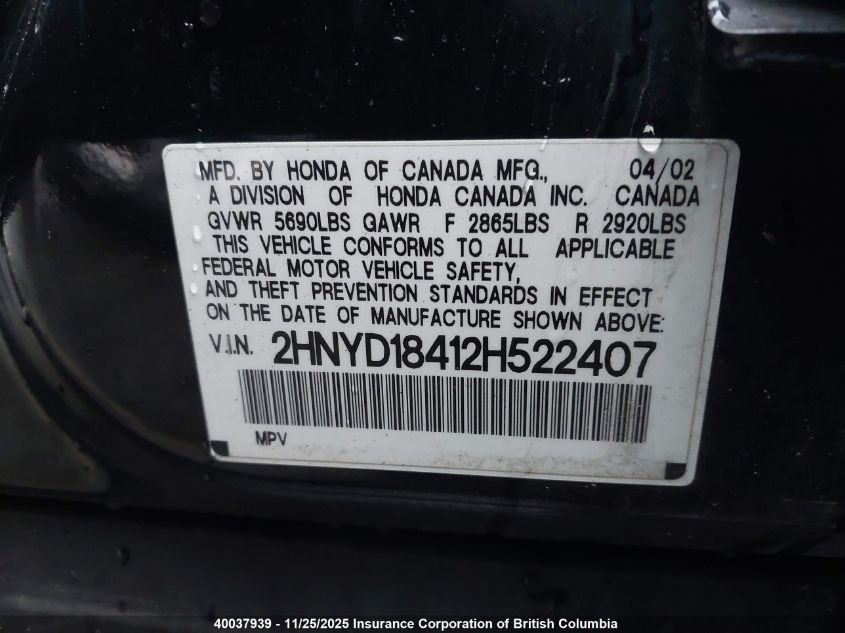 MFD. BY HONDA OF CANADA MFG., 04/02
A DIVISION OF HONDA CANADA INC. CANADA
GVWR 5690LBS GAWR F 2865LBS R 2920LBS
THIS VEHICLE CONFORMS TO ALL APPLICABLE
FEDERAL MOTOR VEHICLE SAFETY,
AND THEFT PREVENTION STANDARDS IN EFFECT
ON THE DATE OF MANUFACTURE SHOWN ABOVE:
V.I.N. 2HNYD18412H522407
MPV
40037939 - 11/25/2025 Insurance Corporation of British Columbia